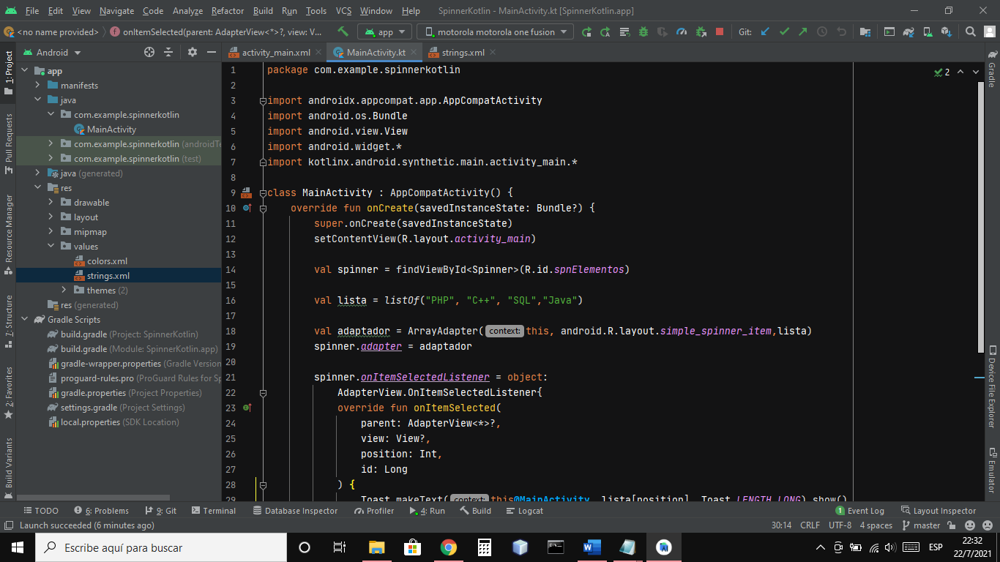 File Edit View Navigate Code Analyze Refactor Build Run Tools VCS Window Help SpinnerKotlin - MainActivity.kt [SpinnerKotlin.app]
<no name provided> onItemSelected(parent: AdapterView<*>?, view: V... app motorola motorola one fusion Git:
Android
activity_main.xml MainActivity.kt strings.xml
1: Project
Pull Requests
Resource Manager
7: Structure
2: Favorites
Build Variants
app
manifests
java
com.example.spinnerkotlin
MainActivity
com.example.spinnerkotlin (androidTe
com.example.spinnerkotlin (test)
java (generated)
res
drawable
layout
mipmap
values
colors.xml
strings.xml
themes (2)
res (generated)
Gradle Scripts
build.gradle (Project: SpinnerKotlin)
build.gradle (Module: SpinnerKotlin.app)
gradle-wrapper.properties (Gradle Version
proguard-rules.pro (ProGuard Rules for Sp
gradle.properties (Project Properties)
settings.gradle (Project Settings)
local.properties (SDK Location)
1 package com.example.spinnerkotlin
2
3 import androidx.appcompat.app.AppCompatActivity
4 import android.os.Bundle
5 import android.view.View
6 import android.widget.*
7 import kotlinx.android.synthetic.main.activity_main.*
8
9 class MainActivity : AppCompatActivity() {
10 override fun onCreate(savedInstanceState: Bundle?) {
11 super.onCreate(savedInstanceState)
12 setContentView(R.layout.activity_main)
13
14 val spinner = findViewById<Spinner>(R.id.spnElementos)
15
16 val lista = listOf("PHP", "C++", "SQL","Java")
17
18 val adaptador = ArrayAdapter( context: this, android.R.layout.simple_spinner_item,lista)
19 spinner.adapter = adaptador
20
21 spinner.onItemSelectedListener = object:
22 AdapterView.OnItemSelectedListener{
23 override fun onItemSelected(
24 parent: AdapterView<*>?,
25 view: View?,
26 position: Int,
27 id: Long
28 ) {
29 Toast.makeText( context: this@MainActivity, lista[position], Toast.LENGTH_LONG).show()
2
Gradle
Device File Explorer
Emulator
TODO 6: Problems 9: Git Terminal Database Inspector Profiler 4: Run Build Logcat 1 Event Log Layout Inspector
Launch succeeded (6 minutes ago) 30:14 CRLF UTF-8 4 spaces master
Escribe aquí para buscar
ESP
22:32
22/7/2021